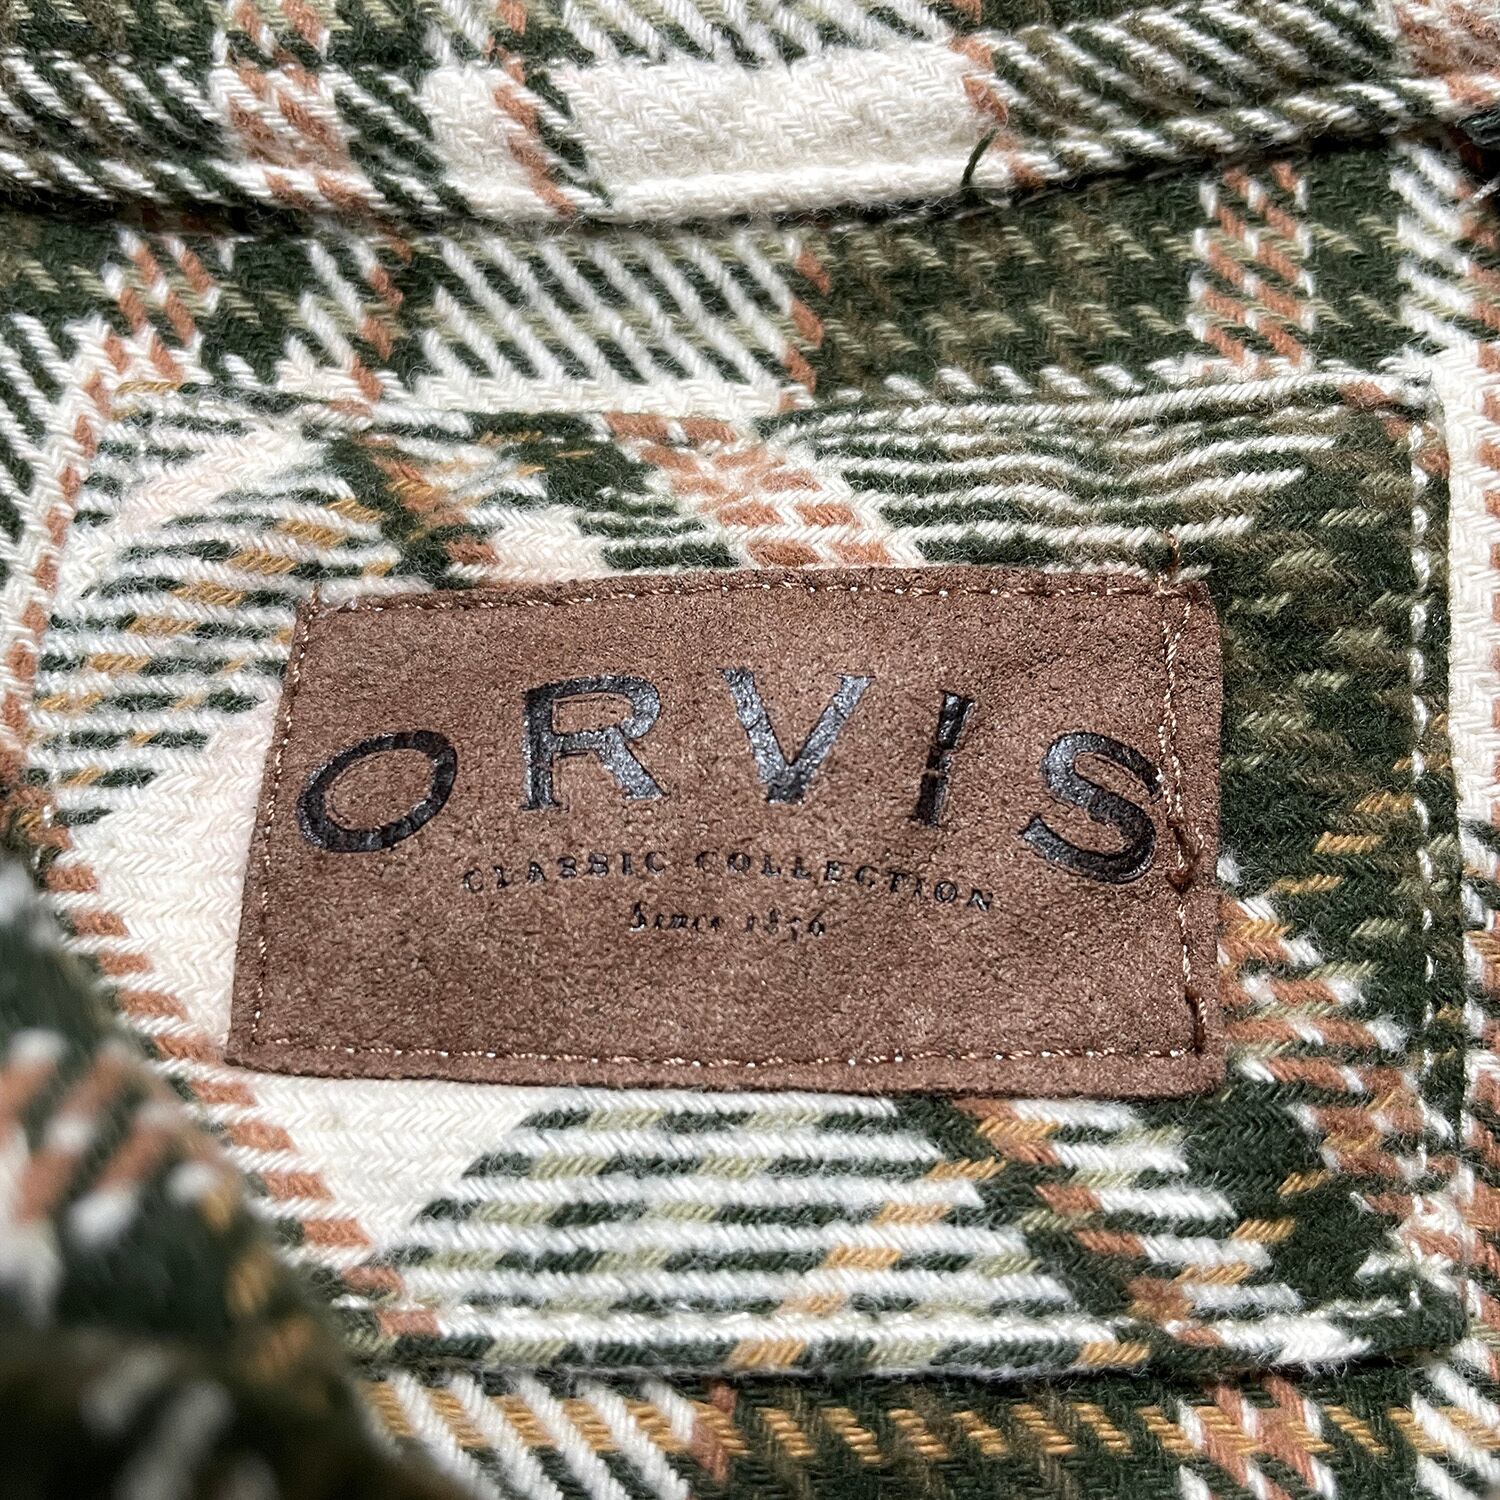 ORVIS
CLASSIC COLLECTION
Since 1856